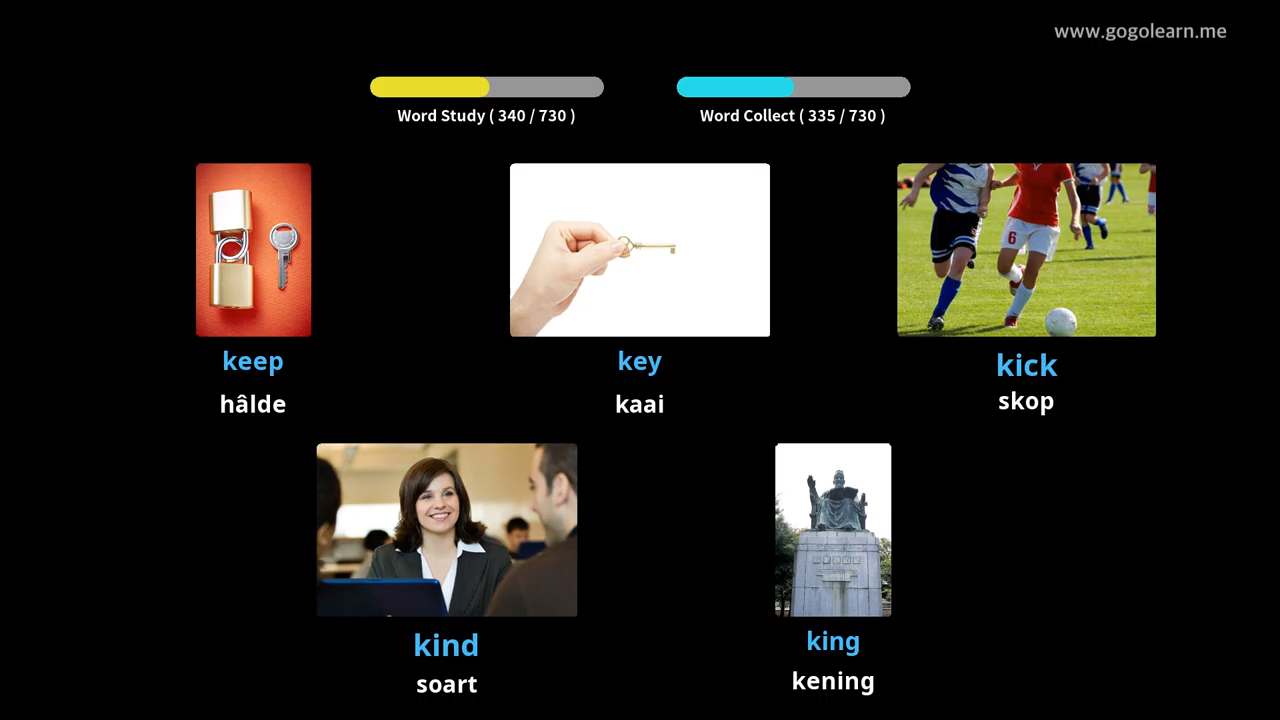 www.gogolearn.me
Word Study ( 340 / 730 )
Word Collect ( 335 / 730 )
keep
hâlde
key
kaai
6
kick
skop
kind
soart
king
kening